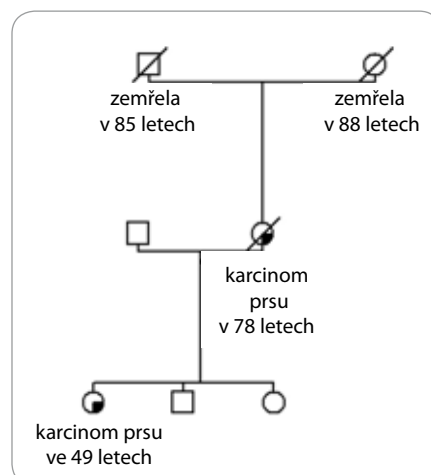 zemřela
v 85 letech
zemřela
v 88 letech
karcinom
prsu
v 78 letech
karcinom prsu
ve 49 letech